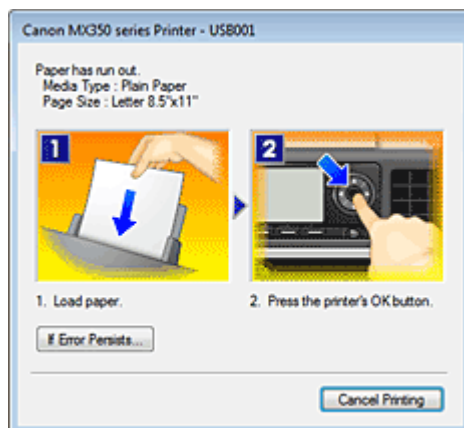 Canon MX350 series Printer - USB001
Paper has run out.
Media Type : Plain Paper
Page Size : Letter 8.5"x11"
1
2
1. Load paper.
2. Press the printer's OK button.
If Error Persists...
Cancel Printing